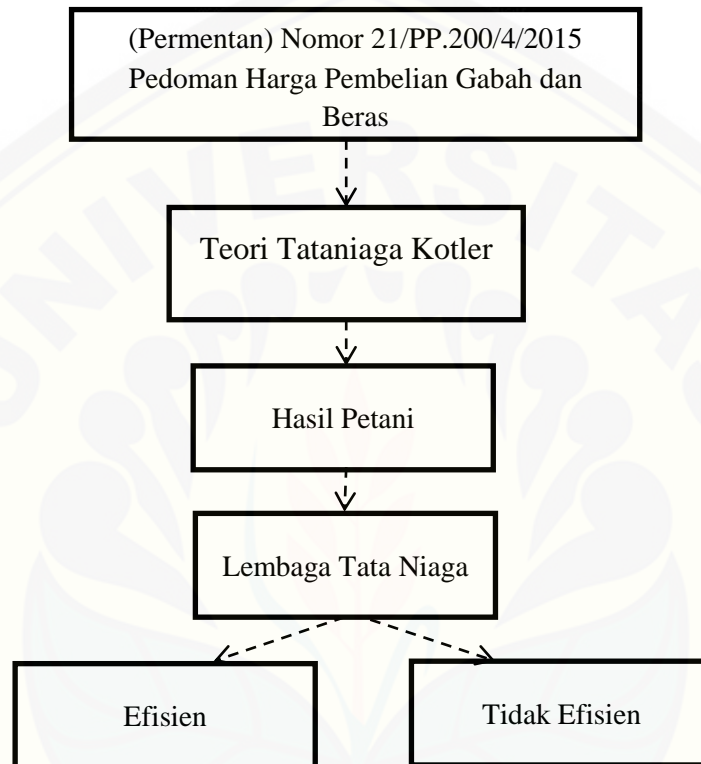 (Permentan) Nomor 21/PP.200/4/2015
Pedoman Harga Pembelian Gabah dan
Beras
Teori Tataniaga Kotler
Hasil Petani
Lembaga Tata Niaga
Efisien
Tidak Efisien
UNIVERSITAS